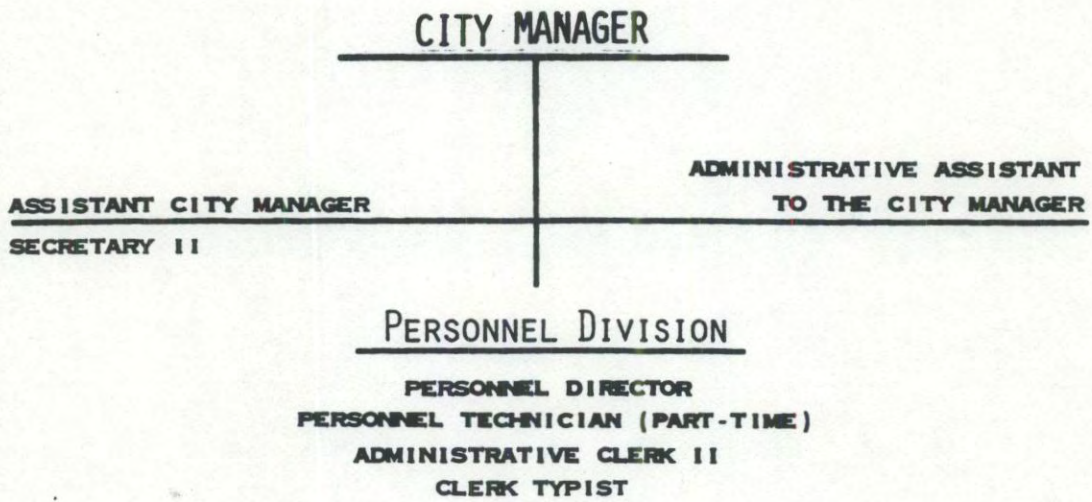 CITY MANAGER
ADMINISTRATIVE ASSISTANT
TO THE CITY MANAGER
ASSISTANT CITY MANAGER
SECRETARY II
PERSONNEL DIVISION
PERSONNEL DIRECTOR
PERSONNEL TECHNICIAN (PART-TIME)
ADMINISTRATIVE CLERK II
CLERK TYPIST